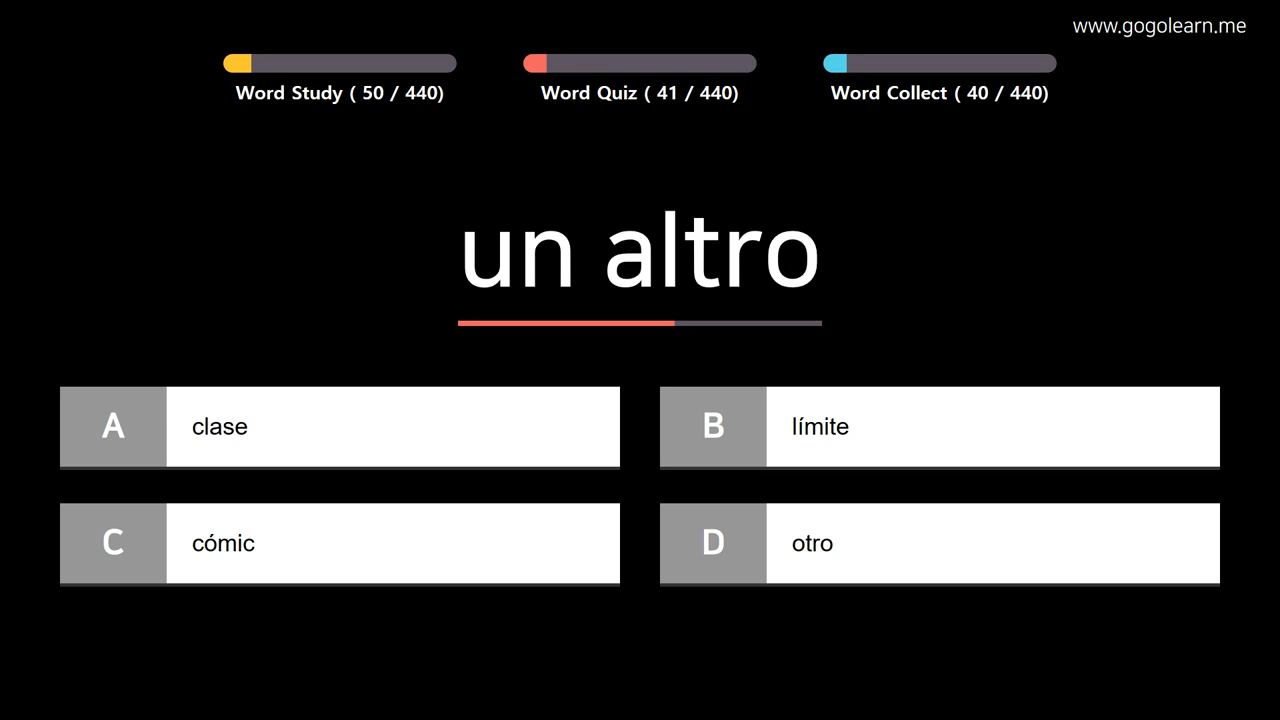 www.gogolearn.me
Word Study ( 50 / 440)
Word Quiz ( 41 / 440)
Word Collect ( 40 / 440)
un altro
A clase
B límite
C cómic
D otro